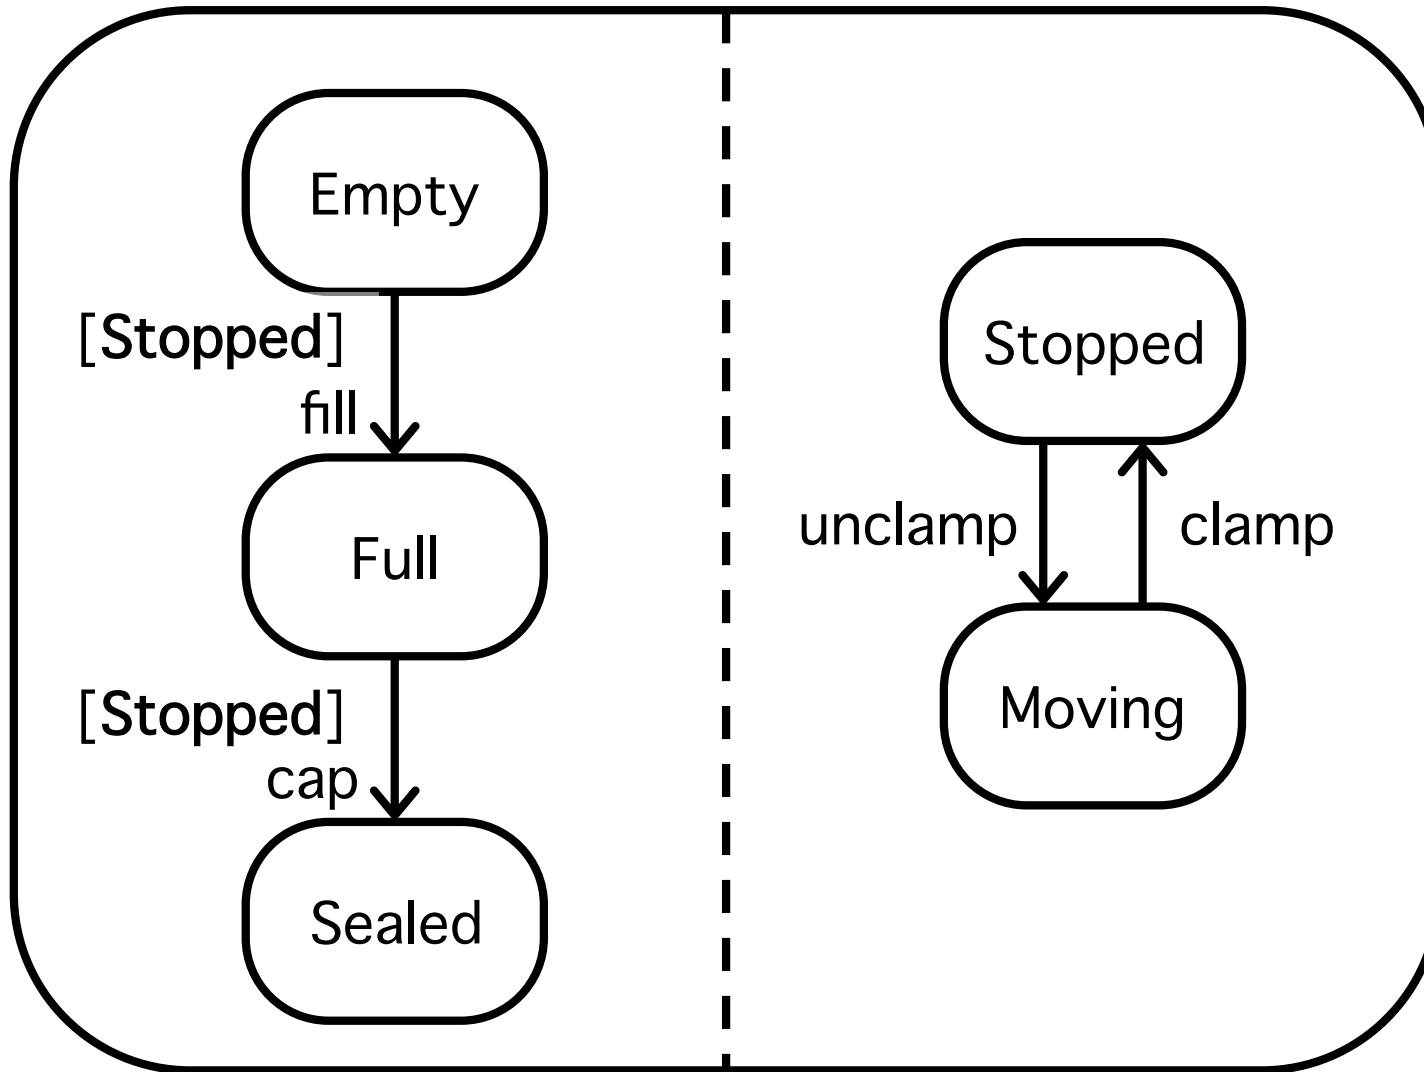 Empty
[Stopped]
fill
Full
[Stopped]
cap
Sealed
Stopped
unclamp
clamp
Moving